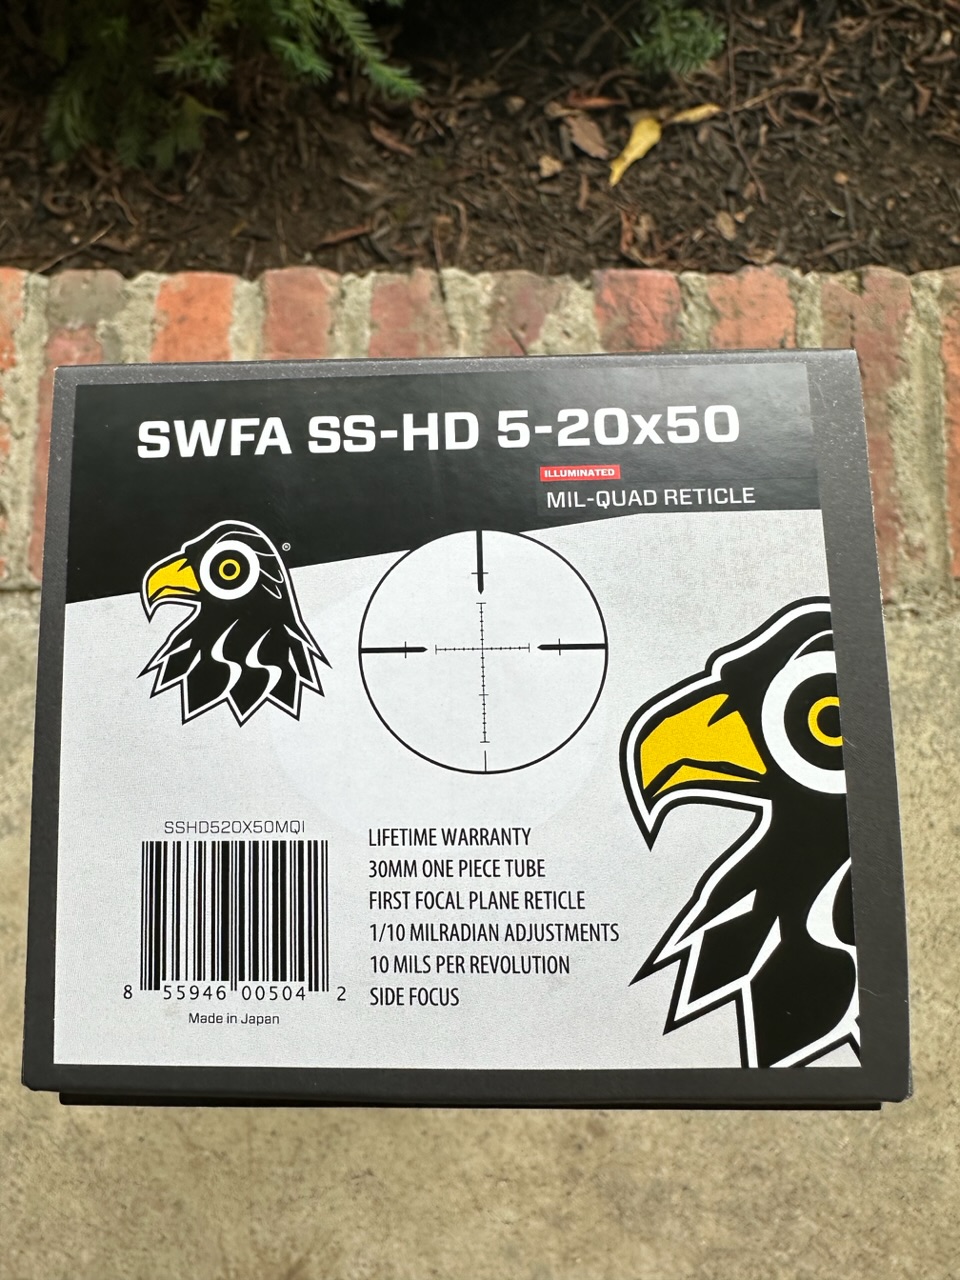 SWFA SS-HD 5-20x50
ILLUMINATED
MIL-QUAD RETICLE
®
SS
SSHD520X50MQI
8 55946 00504 2
Made in Japan
LIFETIME WARRANTY
30MM ONE PIECE TUBE
FIRST FOCAL PLANE RETICLE
1/10 MILRADIAN ADJUSTMENTS
10 MILS PER REVOLUTION
SIDE FOCUS